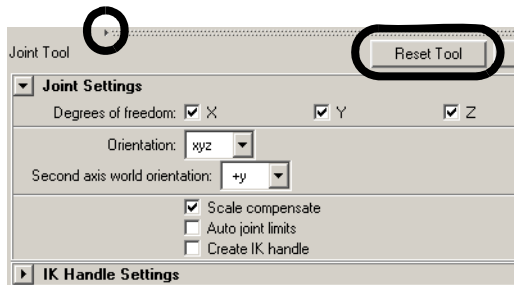 Joint Tool
Reset Tool
Joint Settings
Degrees of freedom: X Y Z
Orientation: xyz
Second axis world orientation: +y
Scale compensate
Auto joint limits
Create IK handle
IK Handle Settings